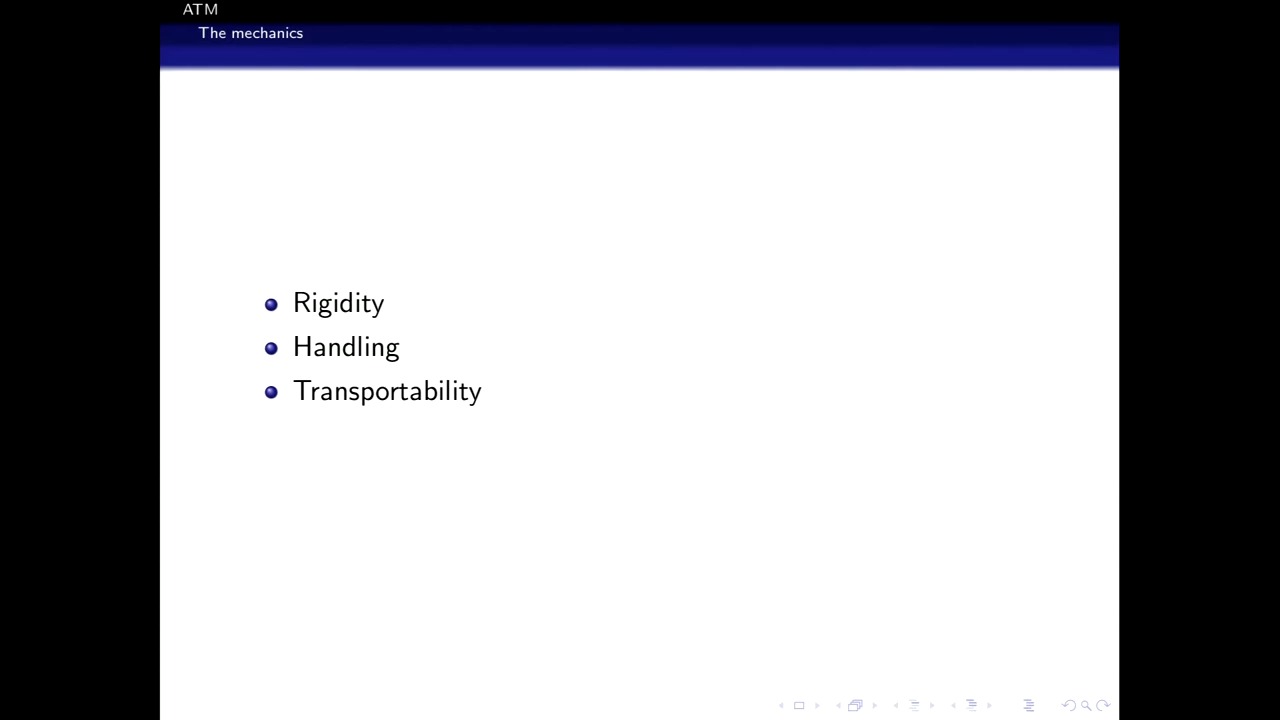 ATM
The mechanics
Rigidity
Handling
Transportability